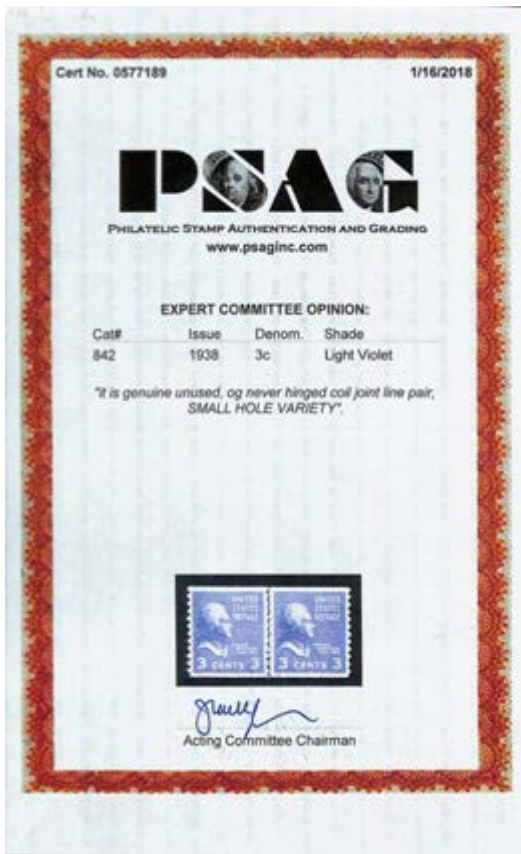 Cert No. 0577189 1/16/2018
PSAG
PHILATELIC STAMP AUTHENTICATION AND GRADING
www.psaginc.com
EXPERT COMMITTEE OPINION:
Cat# Issue Denom. Shade
842 1938 3c Light Violet
"it is genuine unused, og never hinged coil joint line pair,
SMALL HOLE VARIETY".
UNITED STATES POSTAGE UNITED STATES POSTAGE
3 CENTS 3 3 CENTS 3
Acting Committee Chairman